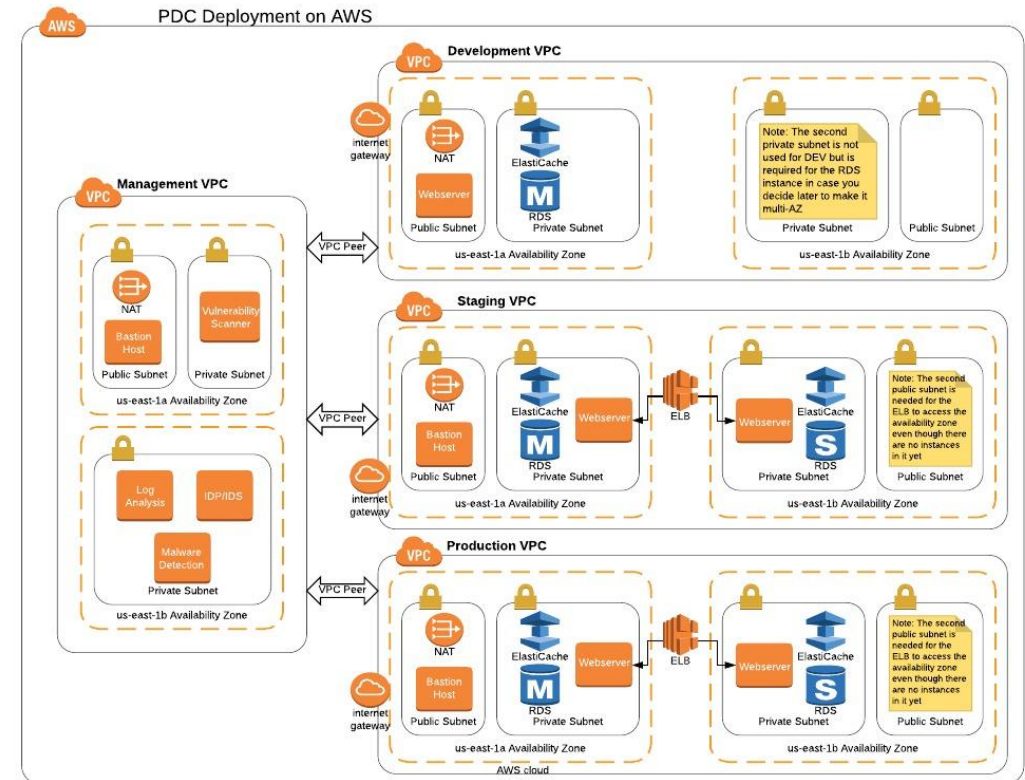 PDC Deployment on AWS
AWS
Development VPC
VPC
internet
gateway
NAT
Webserver
Public Subnet
ElastiCache
M
RDS
Private Subnet
us-east-1a Availability Zone
Note: The second
private subnet is not
used for DEV but is
required for the RDS
instance in case you
decide later to make it
multi-AZ
Private Subnet
Public Subnet
us-east-1b Availability Zone
Management VPC
VPC
NAT
Bastion
Host
Public Subnet
Vulnerability
Scanner
Private Subnet
us-east-1a Availability Zone
Log
Analysis
IDP/IDS
Malware
Detection
Private Subnet
us-east-1b Availability Zone
VPC Peer
VPC Peer
VPC Peer
Staging VPC
VPC
internet
gateway
NAT
Bastion
Host
Public Subnet
ElastiCache
M
RDS
Webserver
Private Subnet
us-east-1a Availability Zone
ELB
Webserver
ElastiCache
S
RDS
Private Subnet
Note: The second
public subnet is
needed for the
ELB to access the
availability zone
even though there
are no instances
in it yet
Public Subnet
us-east-1b Availability Zone
Production VPC
VPC
internet
gateway
NAT
Bastion
Host
Public Subnet
ElastiCache
M
RDS
Webserver
Private Subnet
us-east-1a Availability Zone
ELB
Webserver
ElastiCache
S
RDS
Private Subnet
Note: The second
public subnet is
needed for the
ELB to access the
availability zone
even though there
are no instances
in it yet
Public Subnet
us-east-1b Availability Zone
AWS cloud